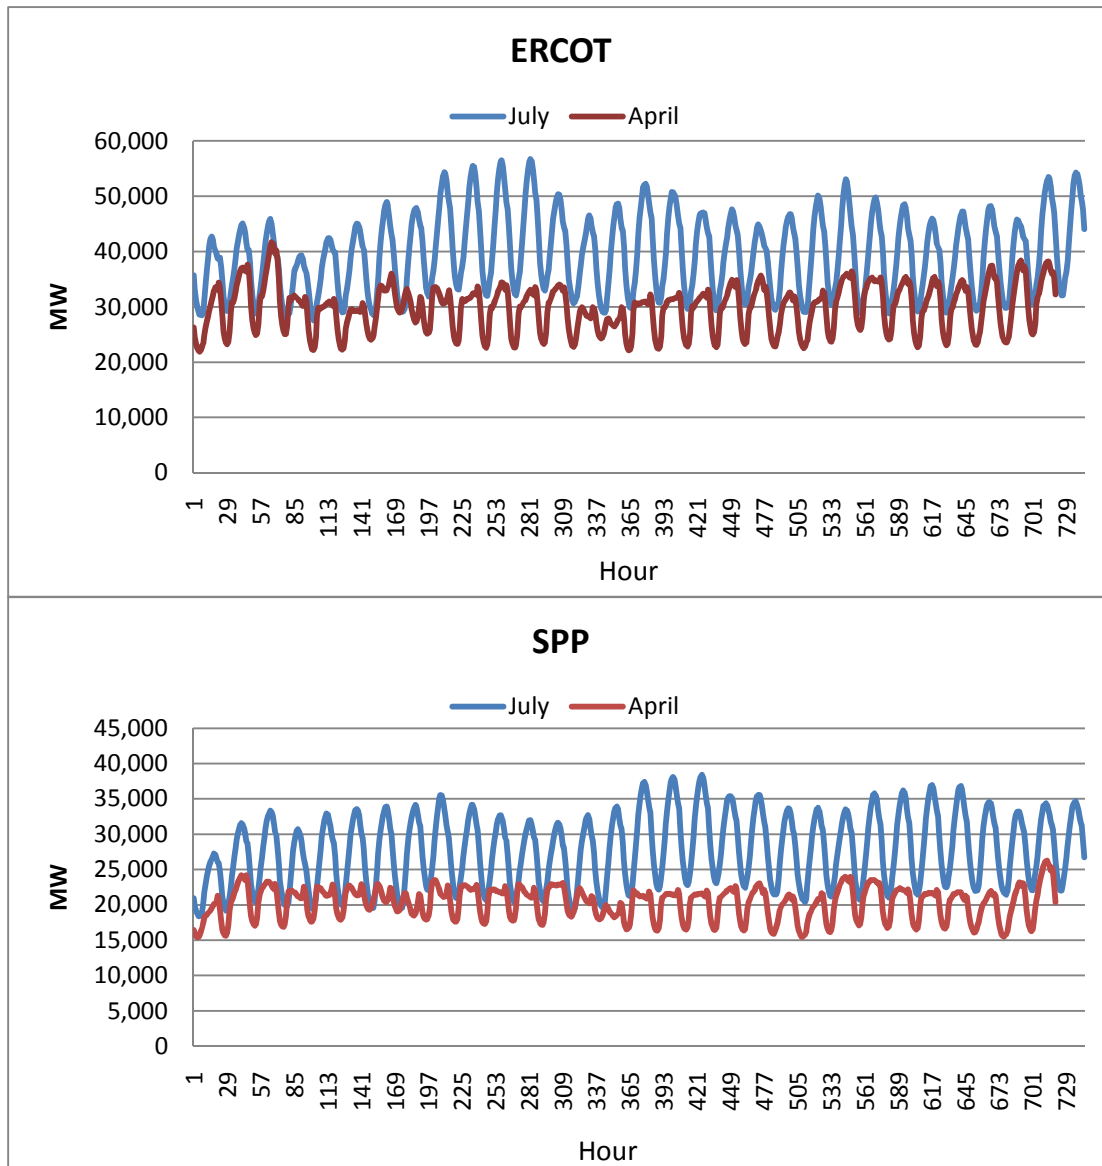 ERCOT
July April
60,000
50,000
40,000
30,000
20,000
10,000
0
MW
1 29 57 85 113 141 169 197 225 253 281 309 337 365 393 421 449 477 505 533 561 589 617 645 673 701 729
Hour
SPP
July April
45,000
40,000
35,000
30,000
25,000
20,000
15,000
10,000
5,000
0
MW
1 29 57 85 113 141 169 197 225 253 281 309 337 365 393 421 449 477 505 533 561 589 617 645 673 701 729
Hour